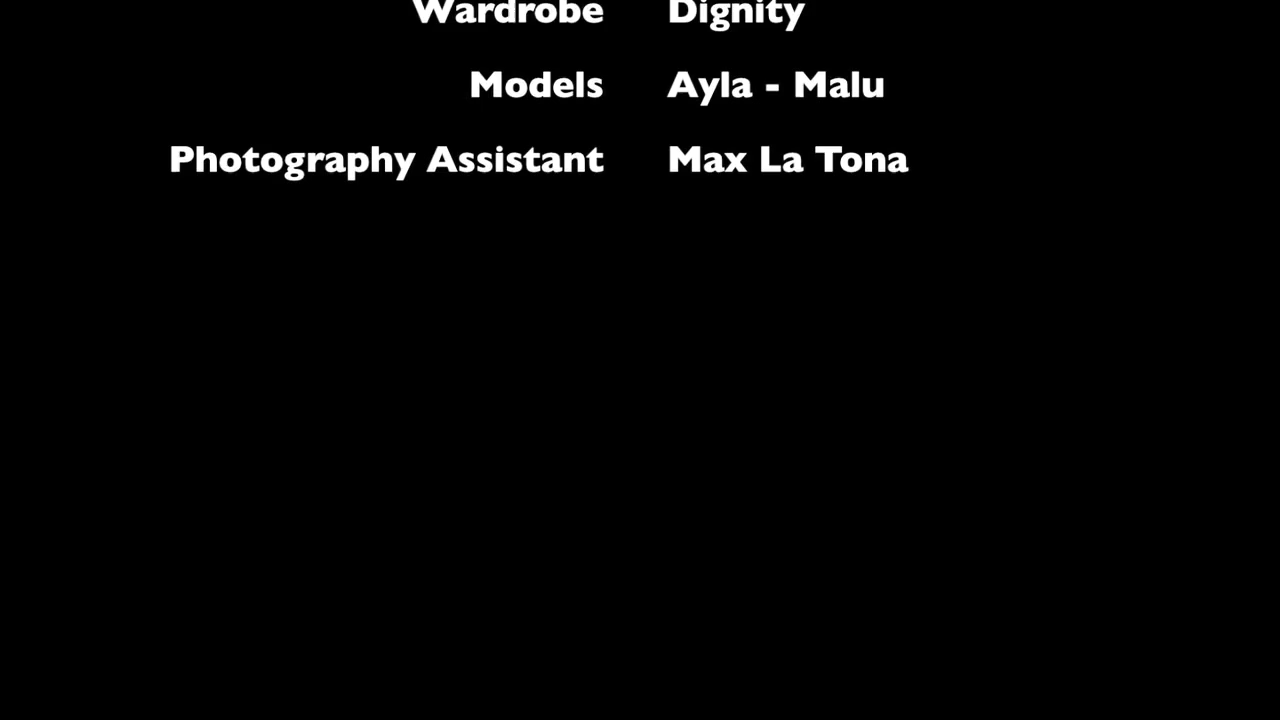 Wardrobe Dignity
Models Ayla - Malu
Photography Assistant Max La Tona